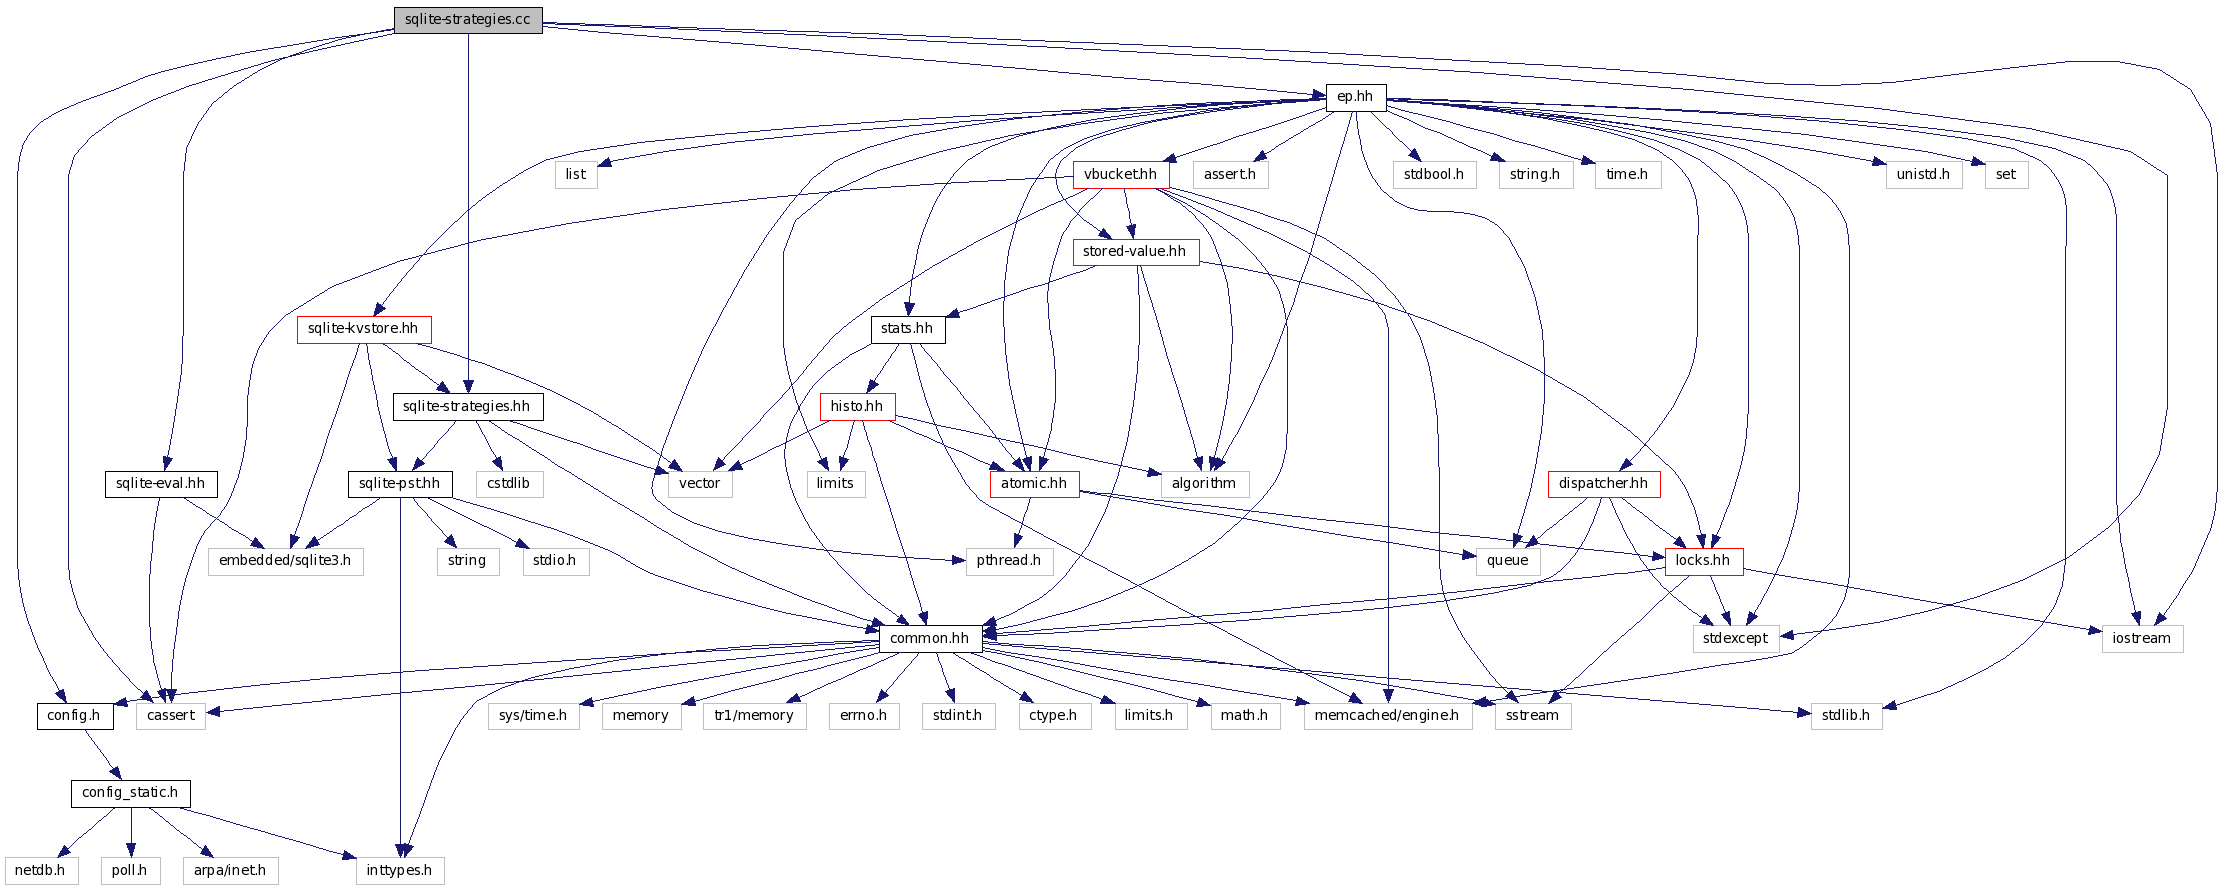 sqlite-strategies.cc
ep.hh
list
vbucket.hh
assert.h
stdbool.h
string.h
time.h
unistd.h
set
stored-value.hh
sqlite-kvstore.hh
stats.hh
sqlite-strategies.hh
histo.hh
sqlite-eval.hh
sqlite-pst.hh
cstdlib
vector
limits
atomic.hh
algorithm
dispatcher.hh
embedded/sqlite3.h
string
stdio.h
pthread.h
queue
locks.hh
common.hh
stdexcept
iostream
config.h
cassert
sys/time.h
memory
tr1/memory
errno.h
stdint.h
ctype.h
limits.h
math.h
memcached/engine.h
sstream
stdlib.h
config_static.h
netdb.h
poll.h
arpa/inet.h
inttypes.h